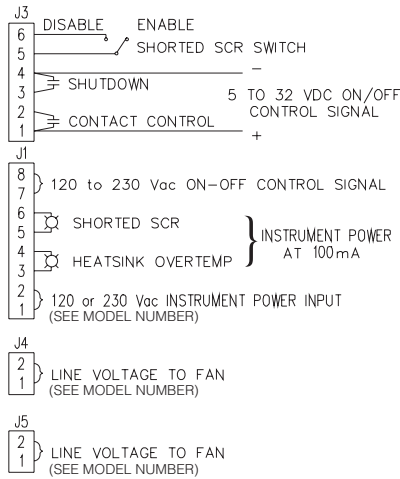 J3
DISABLE ENABLE
6
SHORTED SCR SWITCH
5
4 −
SHUTDOWN
3
5 TO 32 VDC ON/OFF
2
CONTROL SIGNAL
CONTACT CONTROL
1 +
J1
8
120 to 230 Vac ON-OFF CONTROL SIGNAL
7
6
SHORTED SCR
5
INSTRUMENT POWER
AT 100mA
4
HEATSINK OVERTEMP
3
2
120 or 230 Vac INSTRUMENT POWER INPUT
1
(SEE MODEL NUMBER)
J4
2
LINE VOLTAGE TO FAN
1
(SEE MODEL NUMBER)
J5
2
LINE VOLTAGE TO FAN
1
(SEE MODEL NUMBER)